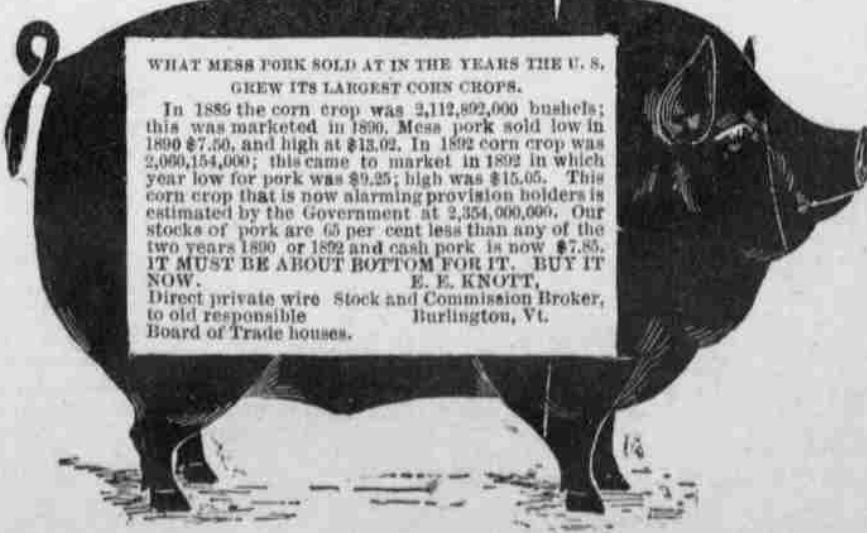 WHAT MESS PORK SOLD AT IN THE YEARS THE U. S.
GREW ITS LARGEST CORN CROPS.
In 1889 the corn crop was 2,112,892,000 bushels;
this was marketed in 1890. Mess pork sold low in
1890 $7.50, and high at $13.02. In 1892 corn crop was
2,060,154,000; this came to market in 1892 in which
year low for pork was $9.25; high was $15.05. This
corn crop that is now alarming provision holders is
estimated by the Government at 2,354,000,000. Our
stocks of pork are 65 per cent less than any of the
two years 1890 or 1892 and cash pork is now $7.85.
IT MUST BE ABOUT BOTTOM FOR IT. BUY IT
NOW. E. E. KNOTT,
Direct private wire Stock and Commission Broker,
to old responsible Burlington, Vt.
Board of Trade houses.